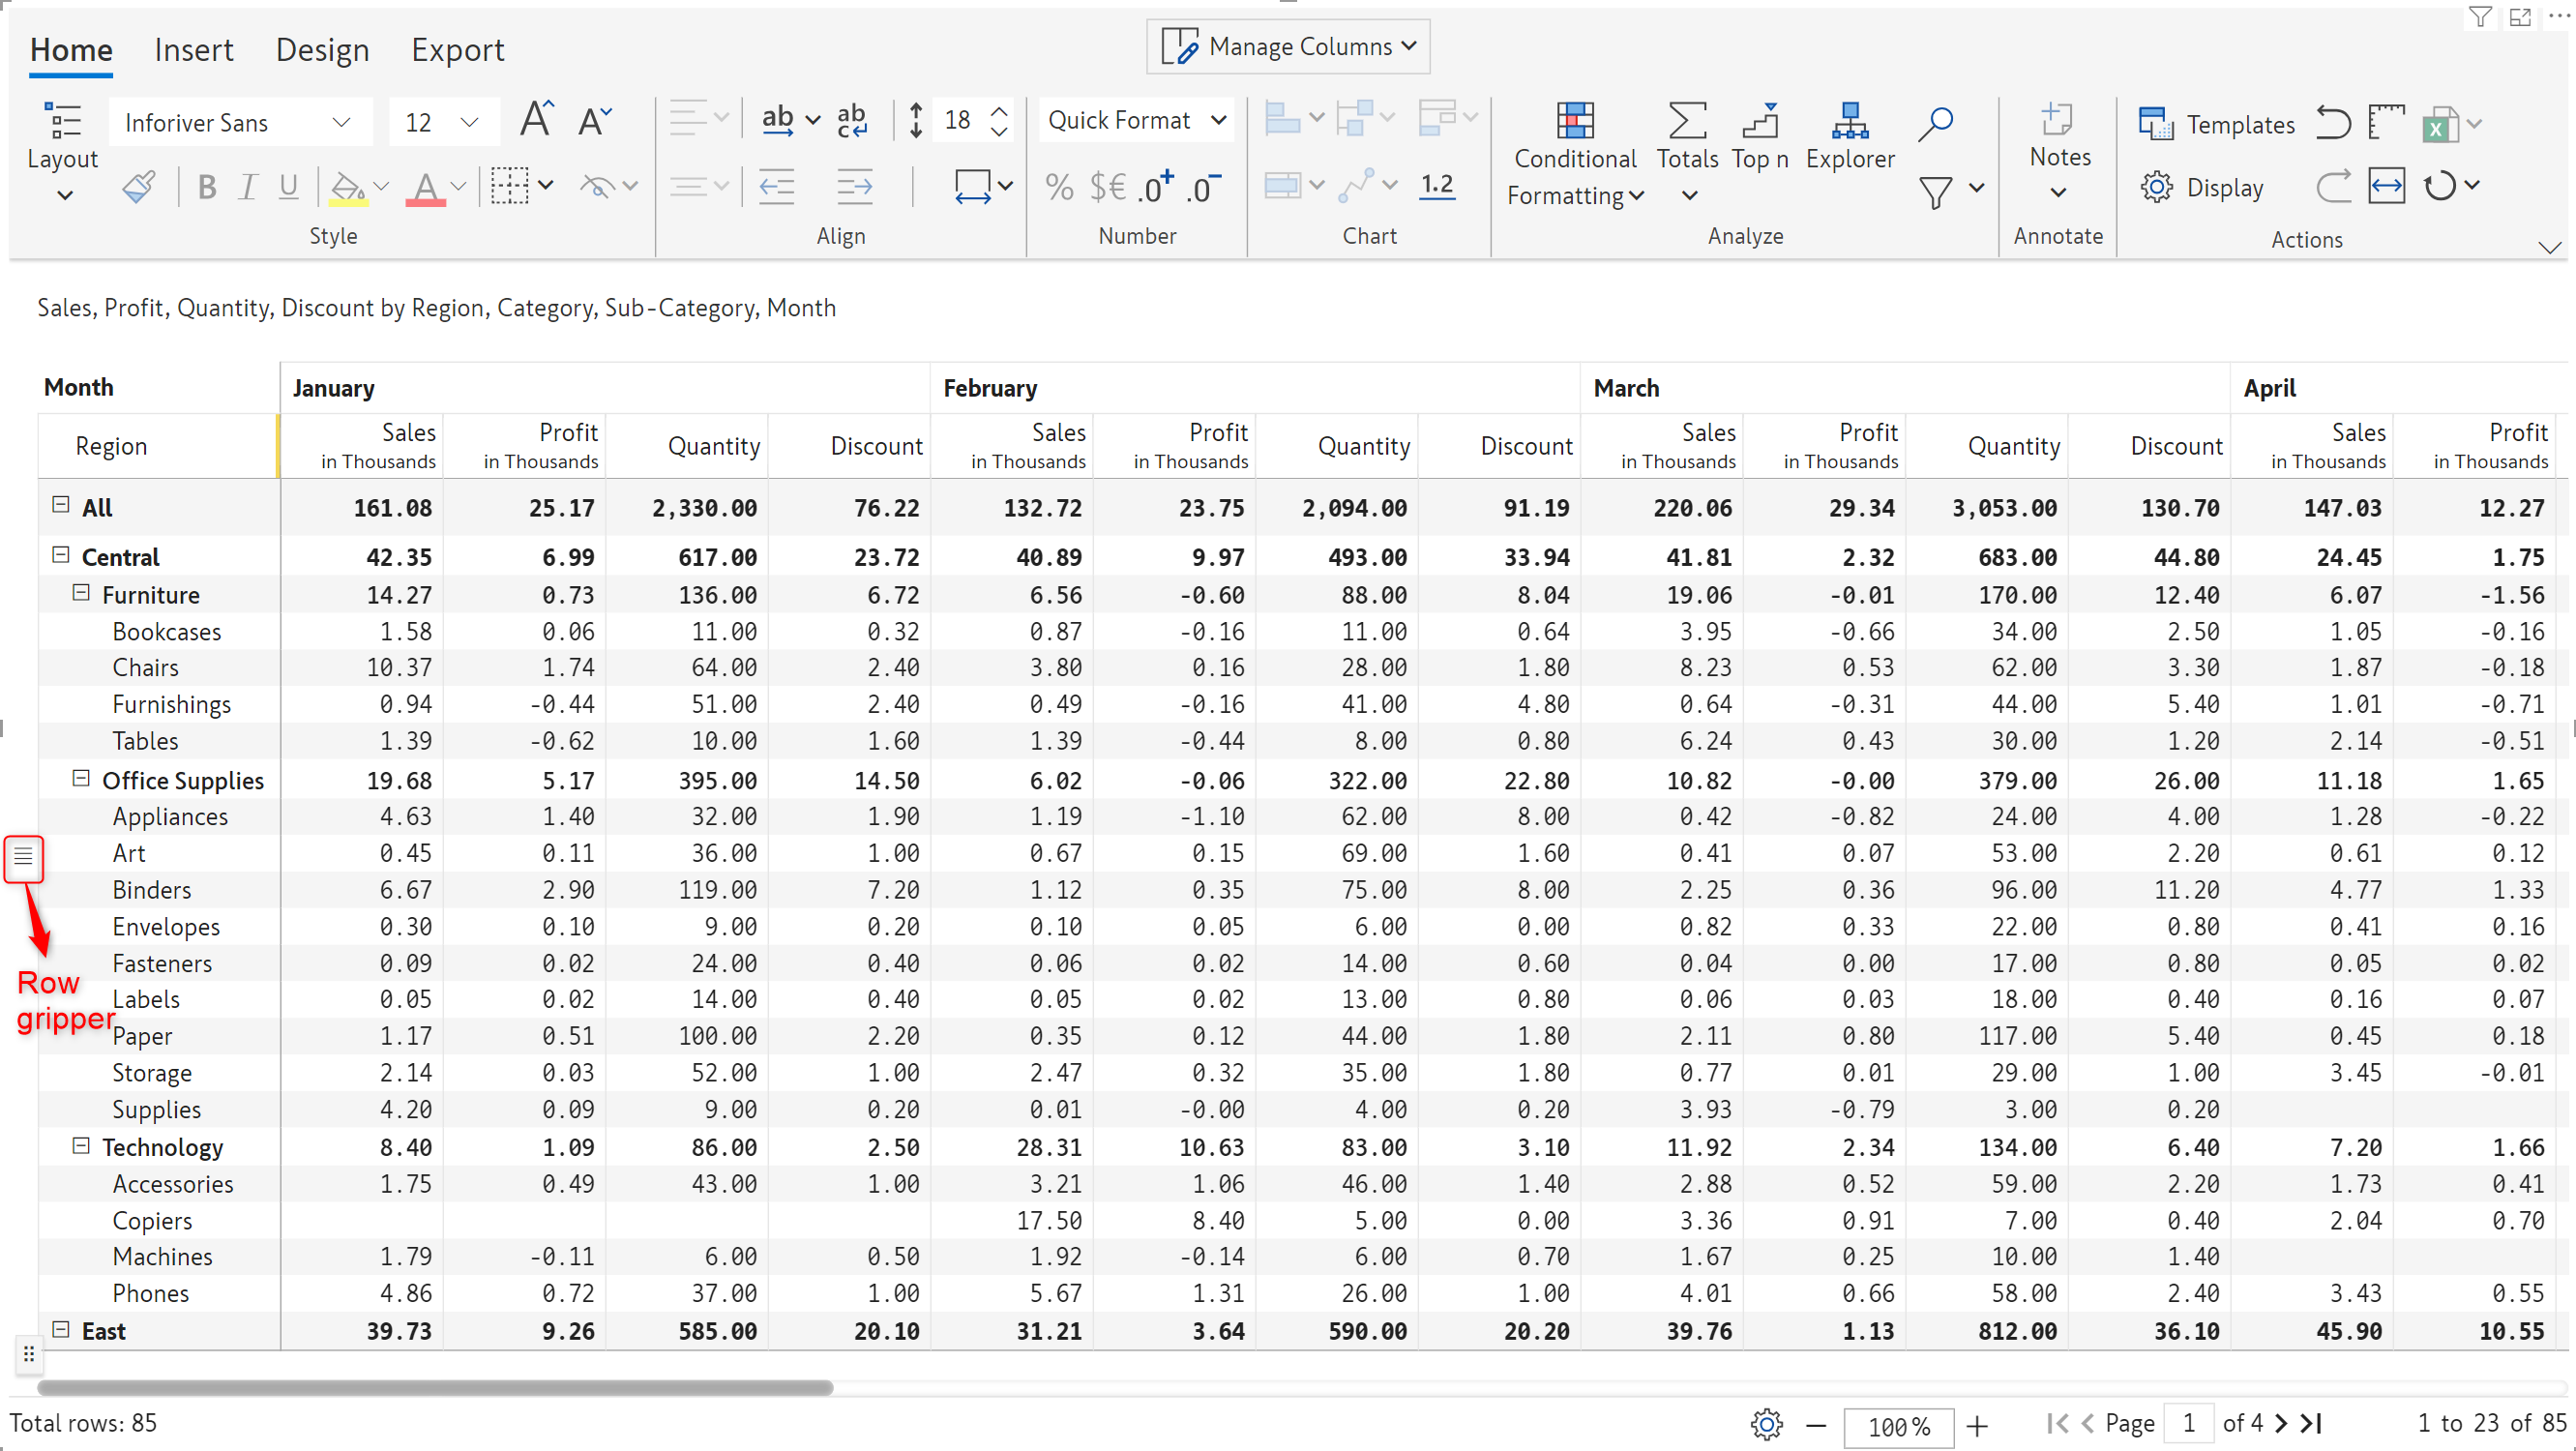 Home Insert Design Export Manage Columns
Inforiver Sans 12 A A ab ab 18 Quick Format Templates
c
Layout Conditional Totals Top n Explorer Notes
B I U A % $€ .0+ .0- 1.2 Formatting Display
Style Align Number Chart Analyze Annotate Actions
Sales, Profit, Quantity, Discount by Region, Category, Sub-Category, Month
Month January February March April
Region Sales Profit Quantity Discount Sales Profit Quantity Discount Sales Profit Quantity Discount Sales Profit
in Thousands in Thousands in Thousands in Thousands in Thousands in Thousands in Thousands in Thousands
All 161.08 25.17 2,330.00 76.22 132.72 23.75 2,094.00 91.19 220.06 29.34 3,053.00 130.70 147.03 12.27
Central 42.35 6.99 617.00 23.72 40.89 9.97 493.00 33.94 41.81 2.32 683.00 44.80 24.45 1.75
Furniture 14.27 0.73 136.00 6.72 6.56 -0.60 88.00 8.04 19.06 -0.01 170.00 12.40 6.07 -1.56
Bookcases 1.58 0.06 11.00 0.32 0.87 -0.16 11.00 0.64 3.95 -0.66 34.00 2.50 1.05 -0.16
Chairs 10.37 1.74 64.00 2.40 3.80 0.16 28.00 1.80 8.23 0.53 62.00 3.30 1.87 -0.18
Furnishings 0.94 -0.44 51.00 2.40 0.49 -0.16 41.00 4.80 0.64 -0.31 44.00 5.40 1.01 -0.71
Tables 1.39 -0.62 10.00 1.60 1.39 -0.44 8.00 0.80 6.24 0.43 30.00 1.20 2.14 -0.51
Office Supplies 19.68 5.17 395.00 14.50 6.02 -0.06 322.00 22.80 10.82 -0.00 379.00 26.00 11.18 1.65
Appliances 4.63 1.40 32.00 1.90 1.19 -1.10 62.00 8.00 0.42 -0.82 24.00 4.00 1.28 -0.22
Art 0.45 0.11 36.00 1.00 0.67 0.15 69.00 1.60 0.41 0.07 53.00 2.20 0.61 0.12
Binders 6.67 2.90 119.00 7.20 1.12 0.35 75.00 8.00 2.25 0.36 96.00 11.20 4.77 1.33
Envelopes 0.30 0.10 9.00 0.20 0.10 0.05 6.00 0.00 0.82 0.33 22.00 0.80 0.41 0.16
Fasteners 0.09 0.02 24.00 0.40 0.06 0.02 14.00 0.60 0.04 0.00 17.00 0.80 0.05 0.02
Row
Labels 0.05 0.02 14.00 0.40 0.05 0.02 13.00 0.80 0.06 0.03 18.00 0.40 0.16 0.07
gripper
Paper 1.17 0.51 100.00 2.20 0.35 0.12 44.00 1.80 2.11 0.80 117.00 5.40 0.45 0.18
Storage 2.14 0.03 52.00 1.00 2.47 0.32 35.00 1.80 0.77 0.01 29.00 1.00 3.45 -0.01
Supplies 4.20 0.09 9.00 0.20 0.01 -0.00 4.00 0.20 3.93 -0.79 3.00 0.20
Technology 8.40 1.09 86.00 2.50 28.31 10.63 83.00 3.10 11.92 2.34 134.00 6.40 7.20 1.66
Accessories 1.75 0.49 43.00 1.00 3.21 1.06 46.00 1.40 2.88 0.52 59.00 2.20 1.73 0.41
Copiers 17.50 8.40 5.00 0.00 3.36 0.91 7.00 0.40 2.04 0.70
Machines 1.79 -0.11 6.00 0.50 1.92 -0.14 6.00 0.70 1.67 0.25 10.00 1.40
Phones 4.86 0.72 37.00 1.00 5.67 1.31 26.00 1.00 4.01 0.66 58.00 2.40 3.43 0.55
East 39.73 9.26 585.00 20.10 31.21 3.64 590.00 20.20 39.76 1.13 812.00 36.10 45.90 10.55
Total rows: 85 100% Page 1 of 4 1 to 23 of 85